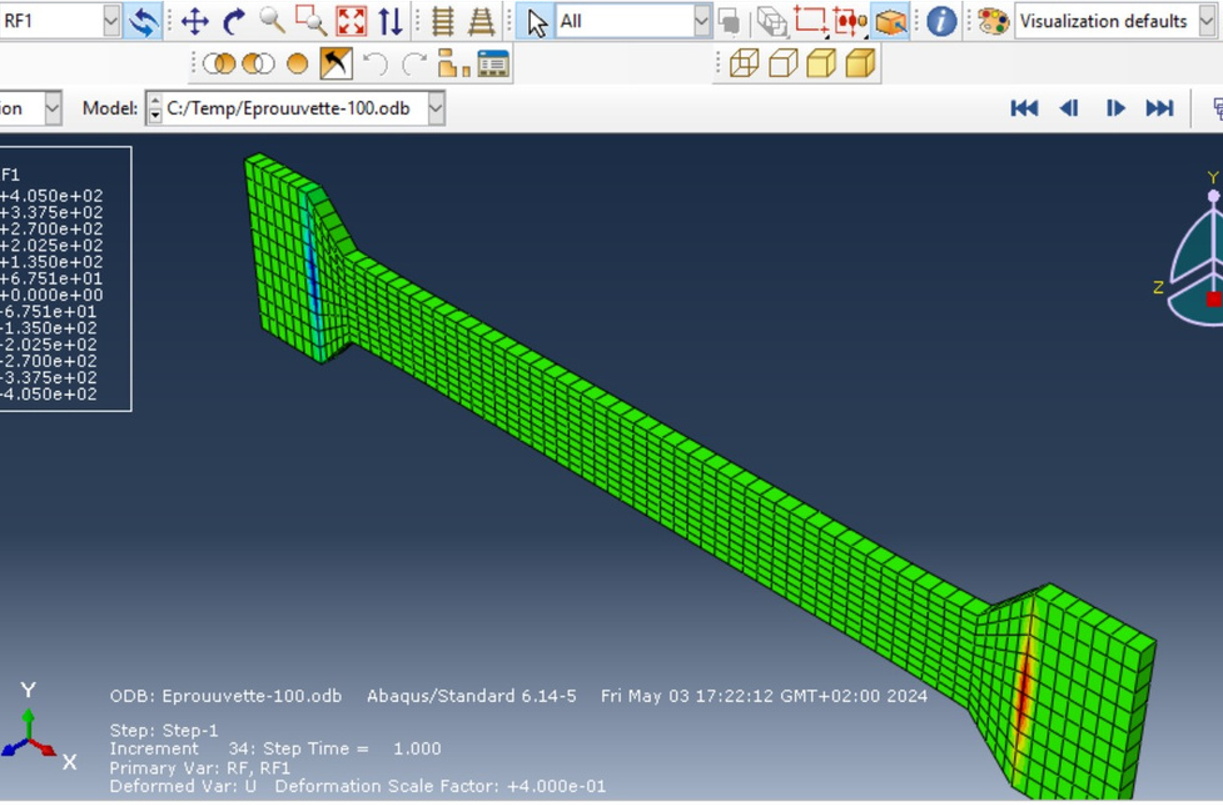 RF1
All
Visualization defaults
ion Model: C:/Temp/Eprouuvette-100.odb
F1
+4.050e+02
+3.375e+02
+2.700e+02
+2.025e+02
+1.350e+02
+6.751e+01
+0.000e+00
-6.751e+01
-1.350e+02
-2.025e+02
-2.700e+02
-3.375e+02
-4.050e+02
Y
Z
Y
X
ODB: Eprouuvette-100.odb Abaqus/Standard 6.14-5 Fri May 03 17:22:12 GMT+02:00 2024
Step: Step-1
Increment 34: Step Time = 1.000
Primary Var: RF, RF1
Deformed Var: U Deformation Scale Factor: +4.000e-01